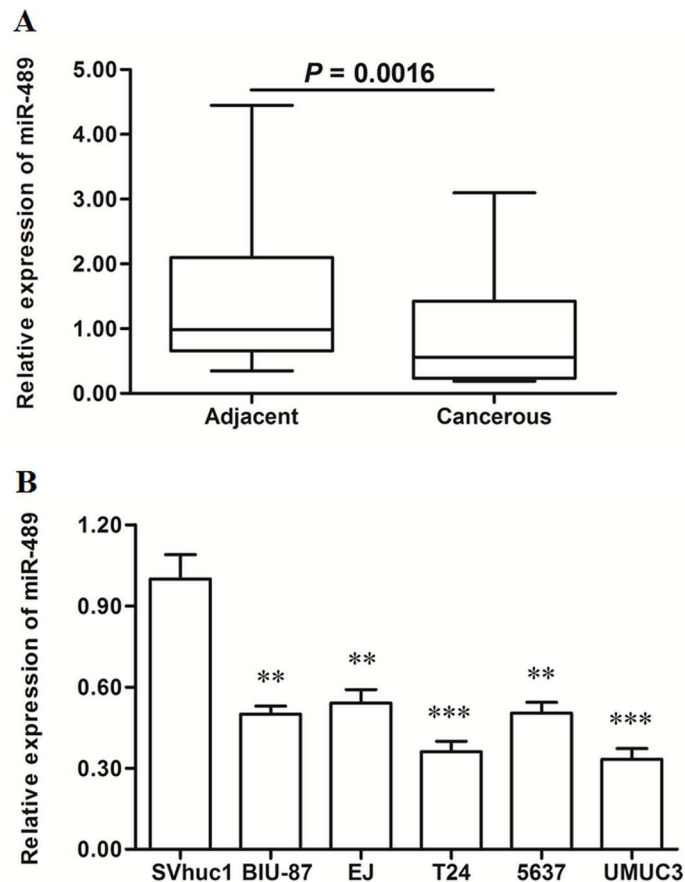 A
P = 0.0016
Relative expression of miR-489
5.00
4.00
3.00
2.00
1.00
0.00
Adjacent Cancerous
B
Relative expression of miR-489
1.20
0.90
0.60
0.30
0.00
** ** *** ** ***
SVhuc1 BIU-87 EJ T24 5637 UMUC3